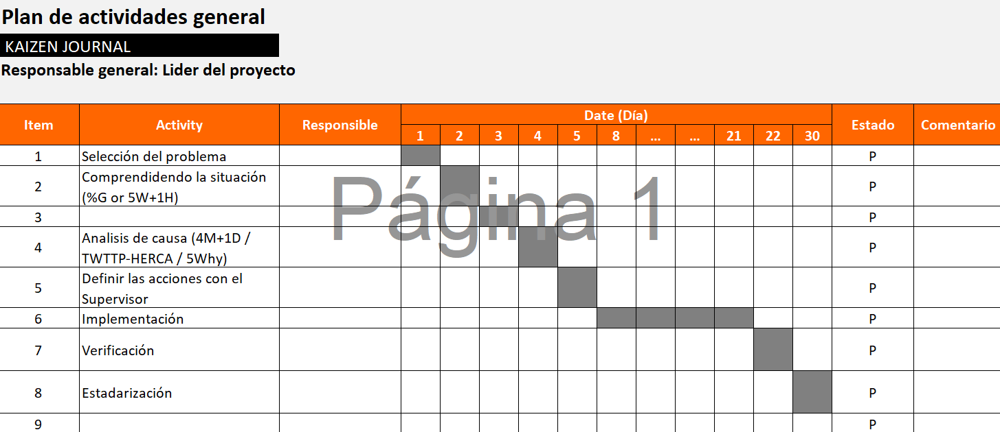 Plan de actividades general
KAIZEN JOURNAL
Responsable general: Lider del proyecto
Item Activity Responsible Date (Día) Estado Comentario
1 2 3 4 5 8 ... ... 21 22 30
1 Selección del problema P
2 Comprendidendo la situación
(%G or 5W+1H) P
3 P
4 Analisis de causa (4M+1D /
TWTTP-HERCA / 5Why) P
5 Definir las acciones con el
Supervisor P
6 Implementación P
7 Verificación P
8 Estadarización P
9 P
Página 1